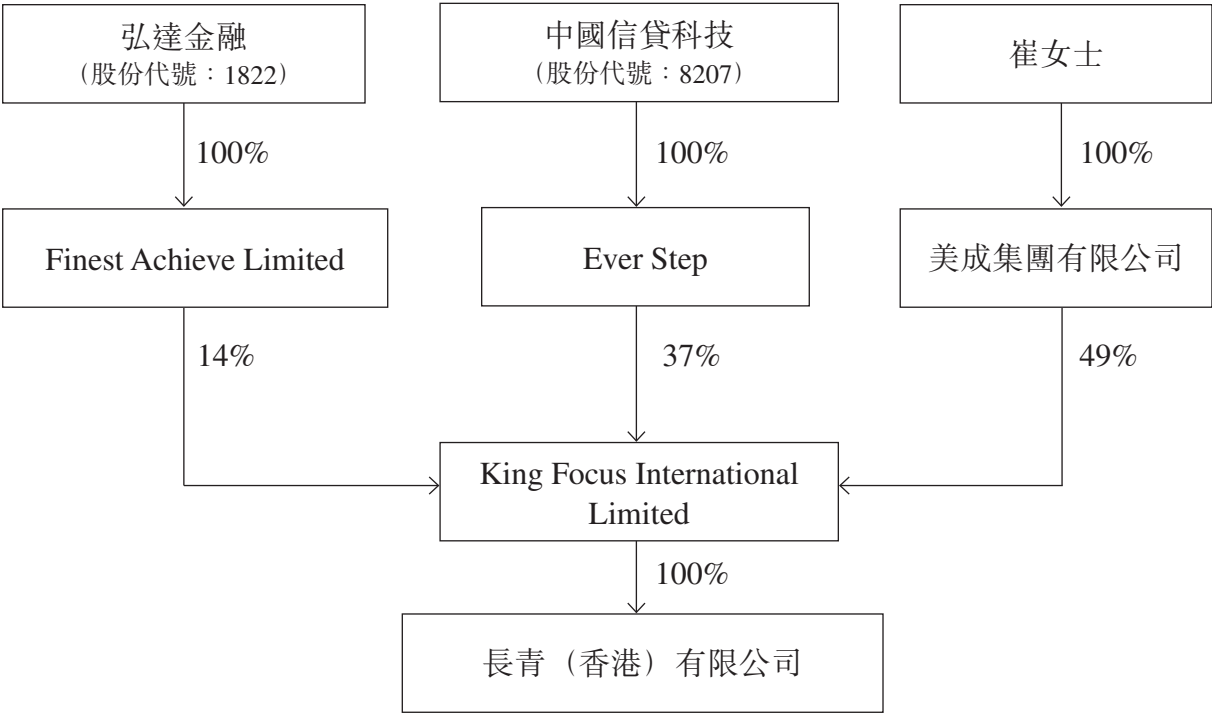 弘達金融
（股份代號：1822）
中國信貸科技
（股份代號：8207）
崔女士
100%
100%
100%
Finest Achieve Limited
Ever Step
美成集團有限公司
14%
37%
49%
King Focus International
Limited
100%
長青（香港）有限公司